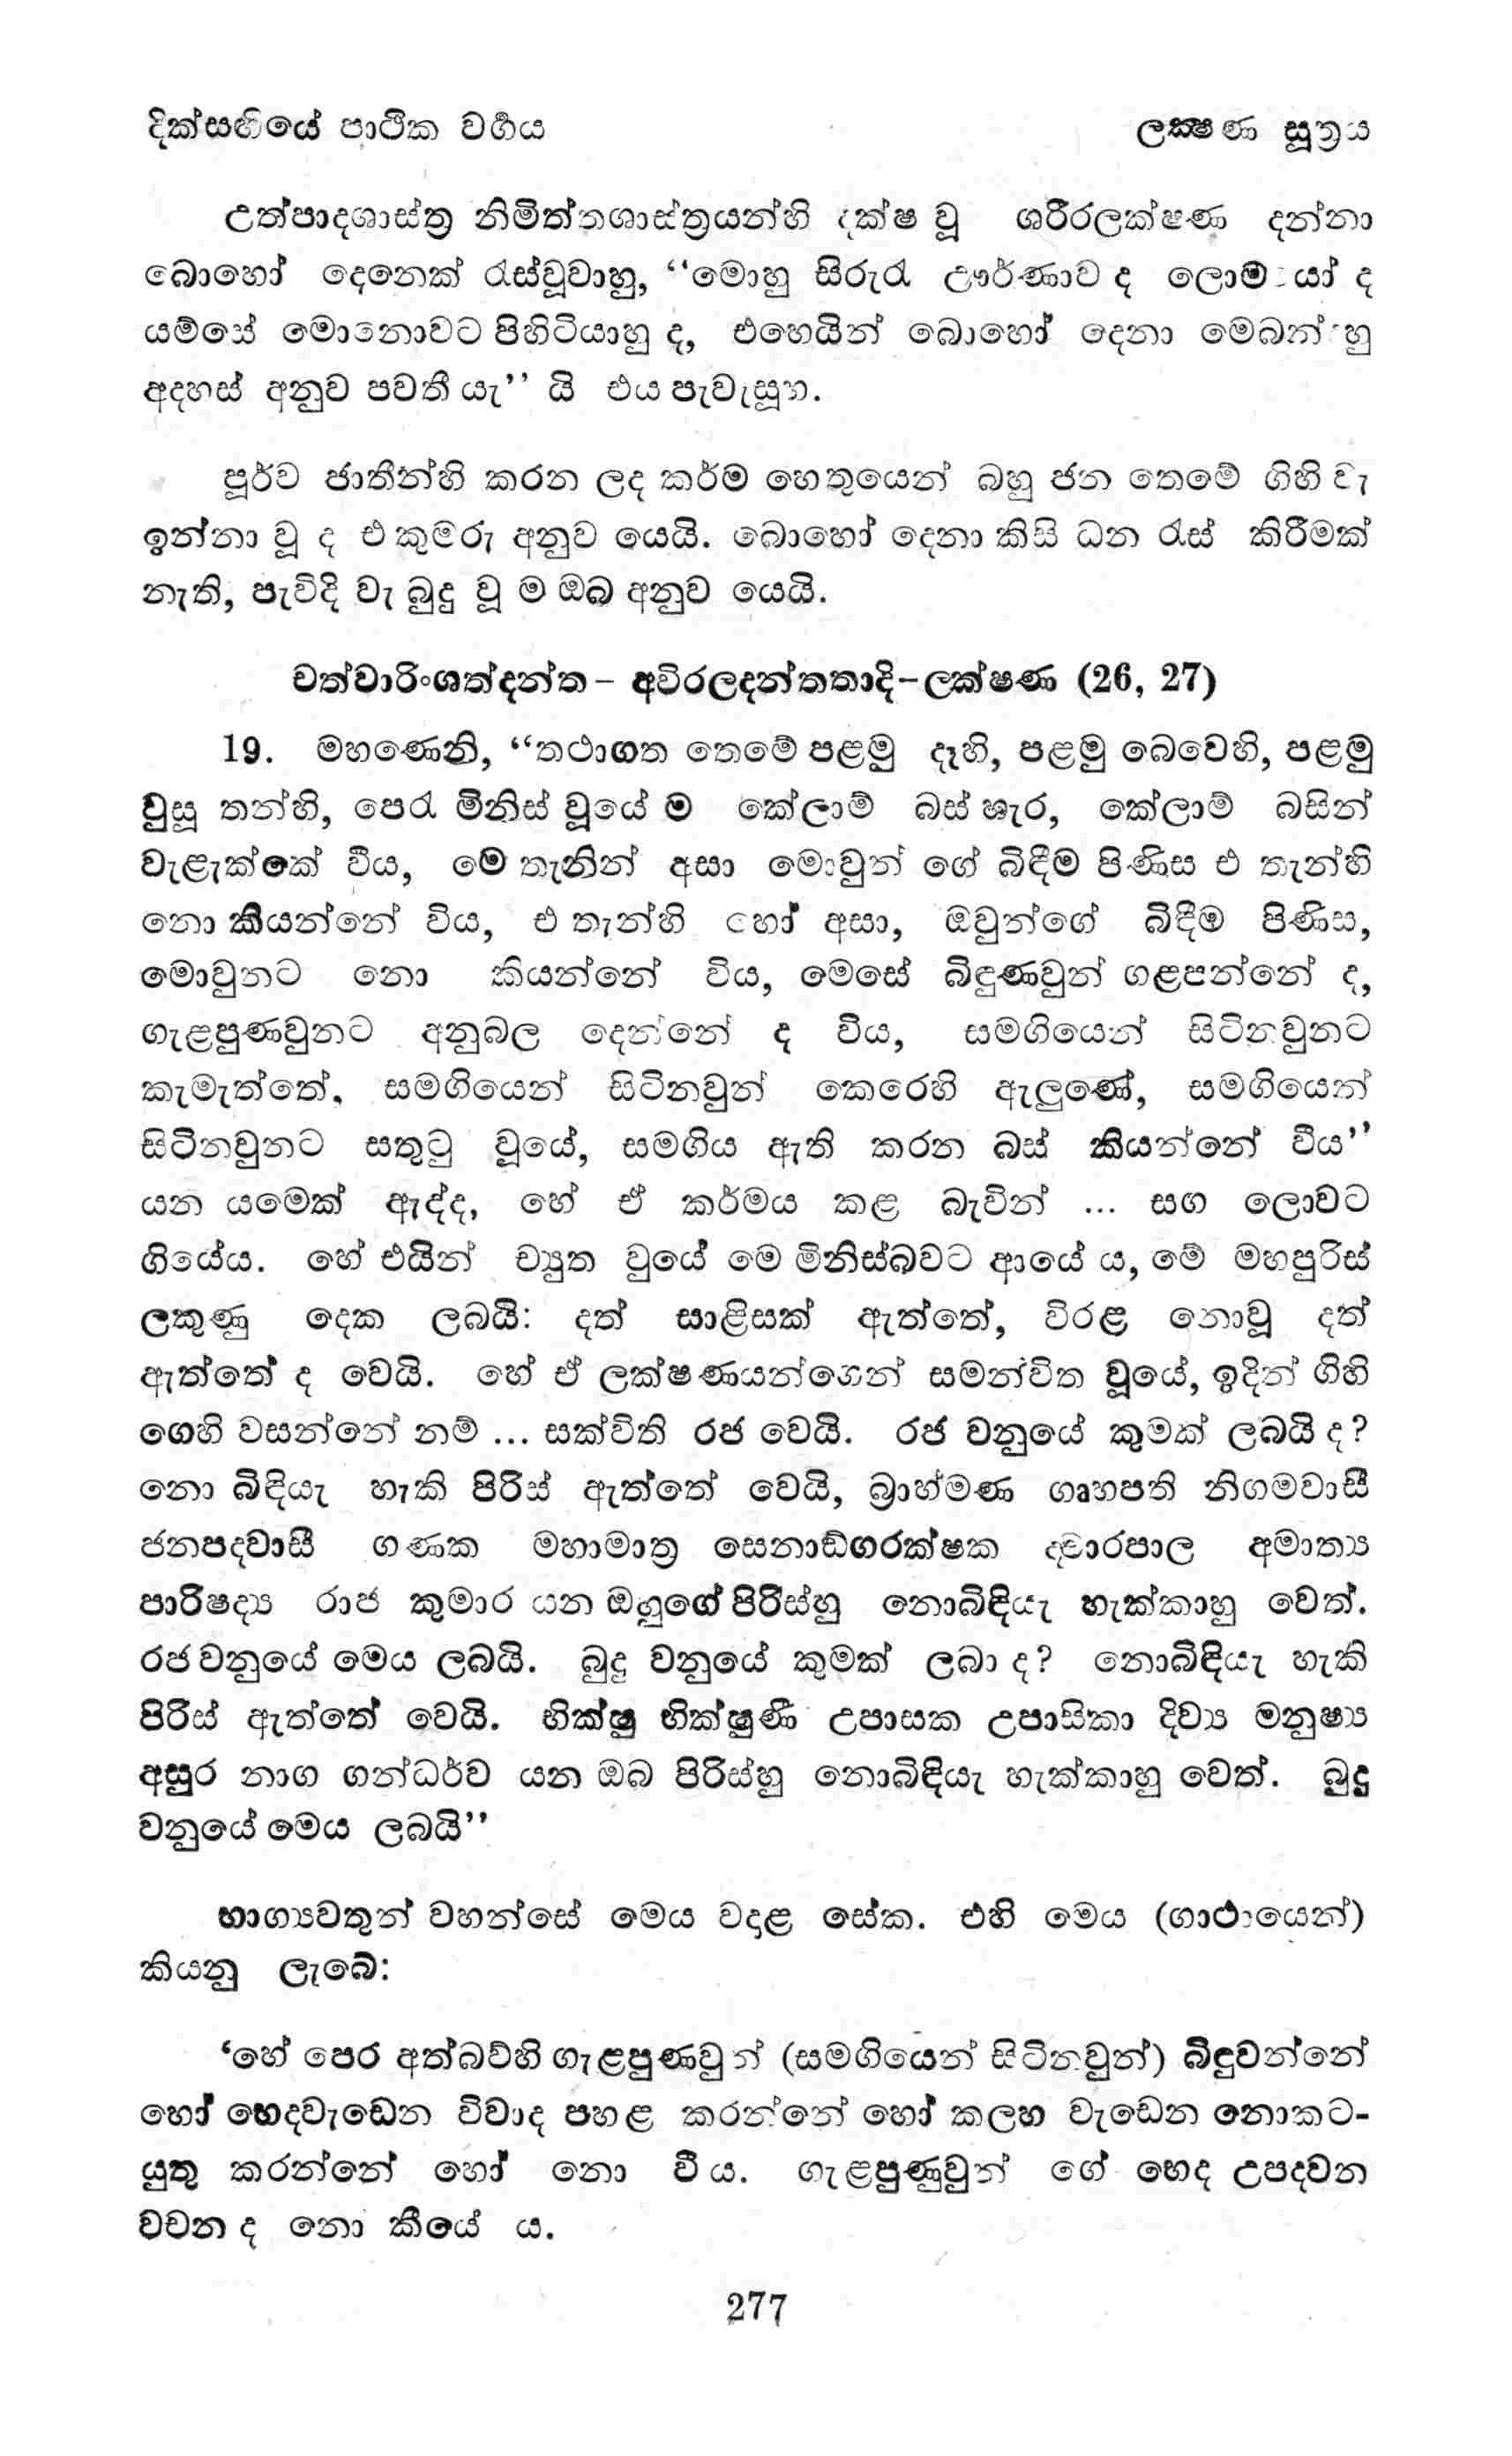 දික්සඟියේ පාථික වර්‍ගය
ලක්‍ෂණ සූත්‍රය
උත්පාදශාස්ත්‍ර නිමිත්තශාස්ත්‍රයන්හි දක්ෂ වූ ශරීරලක්ෂණ දන්නා
බොහෝ දෙනෙක් රැස්වූවාහු, “මොහු සිරුරැ ඌර්ණාව ද ලොමයෝ ද
යම්සේ මොනොවට පිහිටියාහු ද, එහෙයින් බොහෝ දෙනා මෙබන්දහු
අදහස් අනුව පවතී යැ” යි එය පැවැසූහ.
පූර්ව ජාතීන්හි කරන ලද කර්ම හෙතුයෙන් බහු ජන තෙමේ ගිහි වැ
ඉන්නා වූ ද එ කුමරු අනුව යෙයි. බොහෝ දෙනා කිසි ධන රැස් කිරීමක්
නැති, පැවිදි වැ බුදු වූ ම ඔබ අනුව යෙයි.
චත්වාරිංශත්දන්ත - අවිරලදන්තතාදි-ලක්ෂණ (26, 27)
19. මහණෙනි, “තථාගත තෙමේ පළමු දෑහි, පළමු බෙවෙහි, පළමු
වුසූ තන්හි, පෙරැ මිනිස් වූයේ ම කේලාම් බස් හැර, කේලාම් බසින්
වැළැක්කේ විය, මෙ තැනින් අසා මොවුන් ගේ බිඳීම පිණිස එ තැන්හි
නො කියන්නේ විය, එ තැන්හි හෝ අසා, ඔවුන්ගේ බිඳීම පිණිස,
මොවුනට නො කියන්නේ විය, මෙසේ බිඳුණවුන් ගළපන්නේ ද,
ගැළපුණවුනට අනුබල දෙන්නේ ද විය, සමගියෙන් සිටිනවුනට
කැමැත්තේ, සමගියෙන් සිටිනවුන් කෙරෙහි ඇලුණේ, සමගියෙන්
සිටිනවුනට සතුටු වූයේ, සමගිය ඇති කරන බස් කියන්නේ විය”
යන යමෙක් ඇද්ද, හේ ඒ කර්මය කළ බැවින් ... සග ලොවට
ගියේය. හේ එයින් ච්‍යුත වූයේ මෙ මිනිස්බවට ආයේ ය, මේ මහපුරිස්
ලකුණු දෙක ලබයි: දත් සාළිසක් ඇත්තේ, විරළ නොවූ දත්
ඇත්තේ ද වෙයි. හේ ඒ ලක්ෂණයන්ගෙන් සමන්විත වූයේ, ඉදින් ගිහි
ගෙහි වසන්නේ නම් ... සක්විති රජ වෙයි. රජ වනුයේ කුමක් ලබයි ද?
නො බිඳියැ හැකි පිරිස් ඇත්තේ වෙයි, බ්‍රාහ්මණ ගෘහපති නිගමවාසී
ජනපදවාසී ගණක මහාමාත්‍ර සෙනාඞ්ගරක්ෂක ද්වාරපාල අමාත්‍ය
පාරිෂද්‍ය රාජ කුමාර යන ඔහුගේ පිරිස්හු නොබිඳියැ හැක්කාහු වෙත්.
රජ වනුයේ මෙය ලබයි. බුදු වනුයේ කුමක් ලබා ද? නොබිඳියැ හැකි
පිරිස් ඇත්තේ වෙයි. භික්ෂු භික්ෂුණී උපාසක උපාසිකා දිව්‍ය මනුෂ්‍ය
අසුර නාග ගන්ධර්ව යන ඔබ පිරිස්හු නොබිඳියැ හැක්කාහු වෙත්. බුදු
වනුයේ මෙය ලබයි”
භාග්‍යවතුන් වහන්සේ මෙය වදාළ සේක. එහි මෙය (ගාථායෙන්)
කියනු ලැබේ:
‘හේ පෙර අත්බව්හි ගැළපුණවුන් (සමගියෙන් සිටිනවුන්) බිඳුවන්නේ
හෝ භෙදවැඩෙන විවාද පහළ කරන්නේ හෝ කලහ වැඩෙන නොකට-
යුතු කරන්නේ හෝ නො වී ය. ගැළපුණුවුන් ගේ භෙද උපදවන
වචන ද නො කීයේ ය.
277